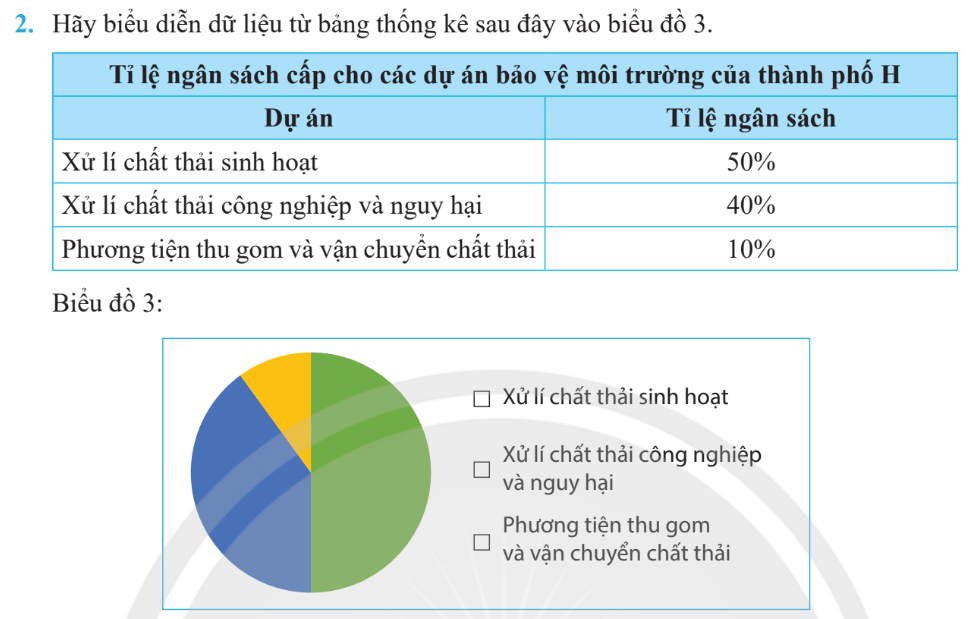 2. Hãy biểu diễn dữ liệu từ bảng thống kê sau đây vào biểu đồ 3.
Tỉ lệ ngân sách cấp cho các dự án bảo vệ môi trường của thành phố H
Dự án Tỉ lệ ngân sách
Xử lí chất thải sinh hoạt 50%
Xử lí chất thải công nghiệp và nguy hại 40%
Phương tiện thu gom và vận chuyển chất thải 10%
Biểu đồ 3:
Xử lí chất thải sinh hoạt
Xử lí chất thải công nghiệp
và nguy hại
Phương tiện thu gom
và vận chuyển chất thải